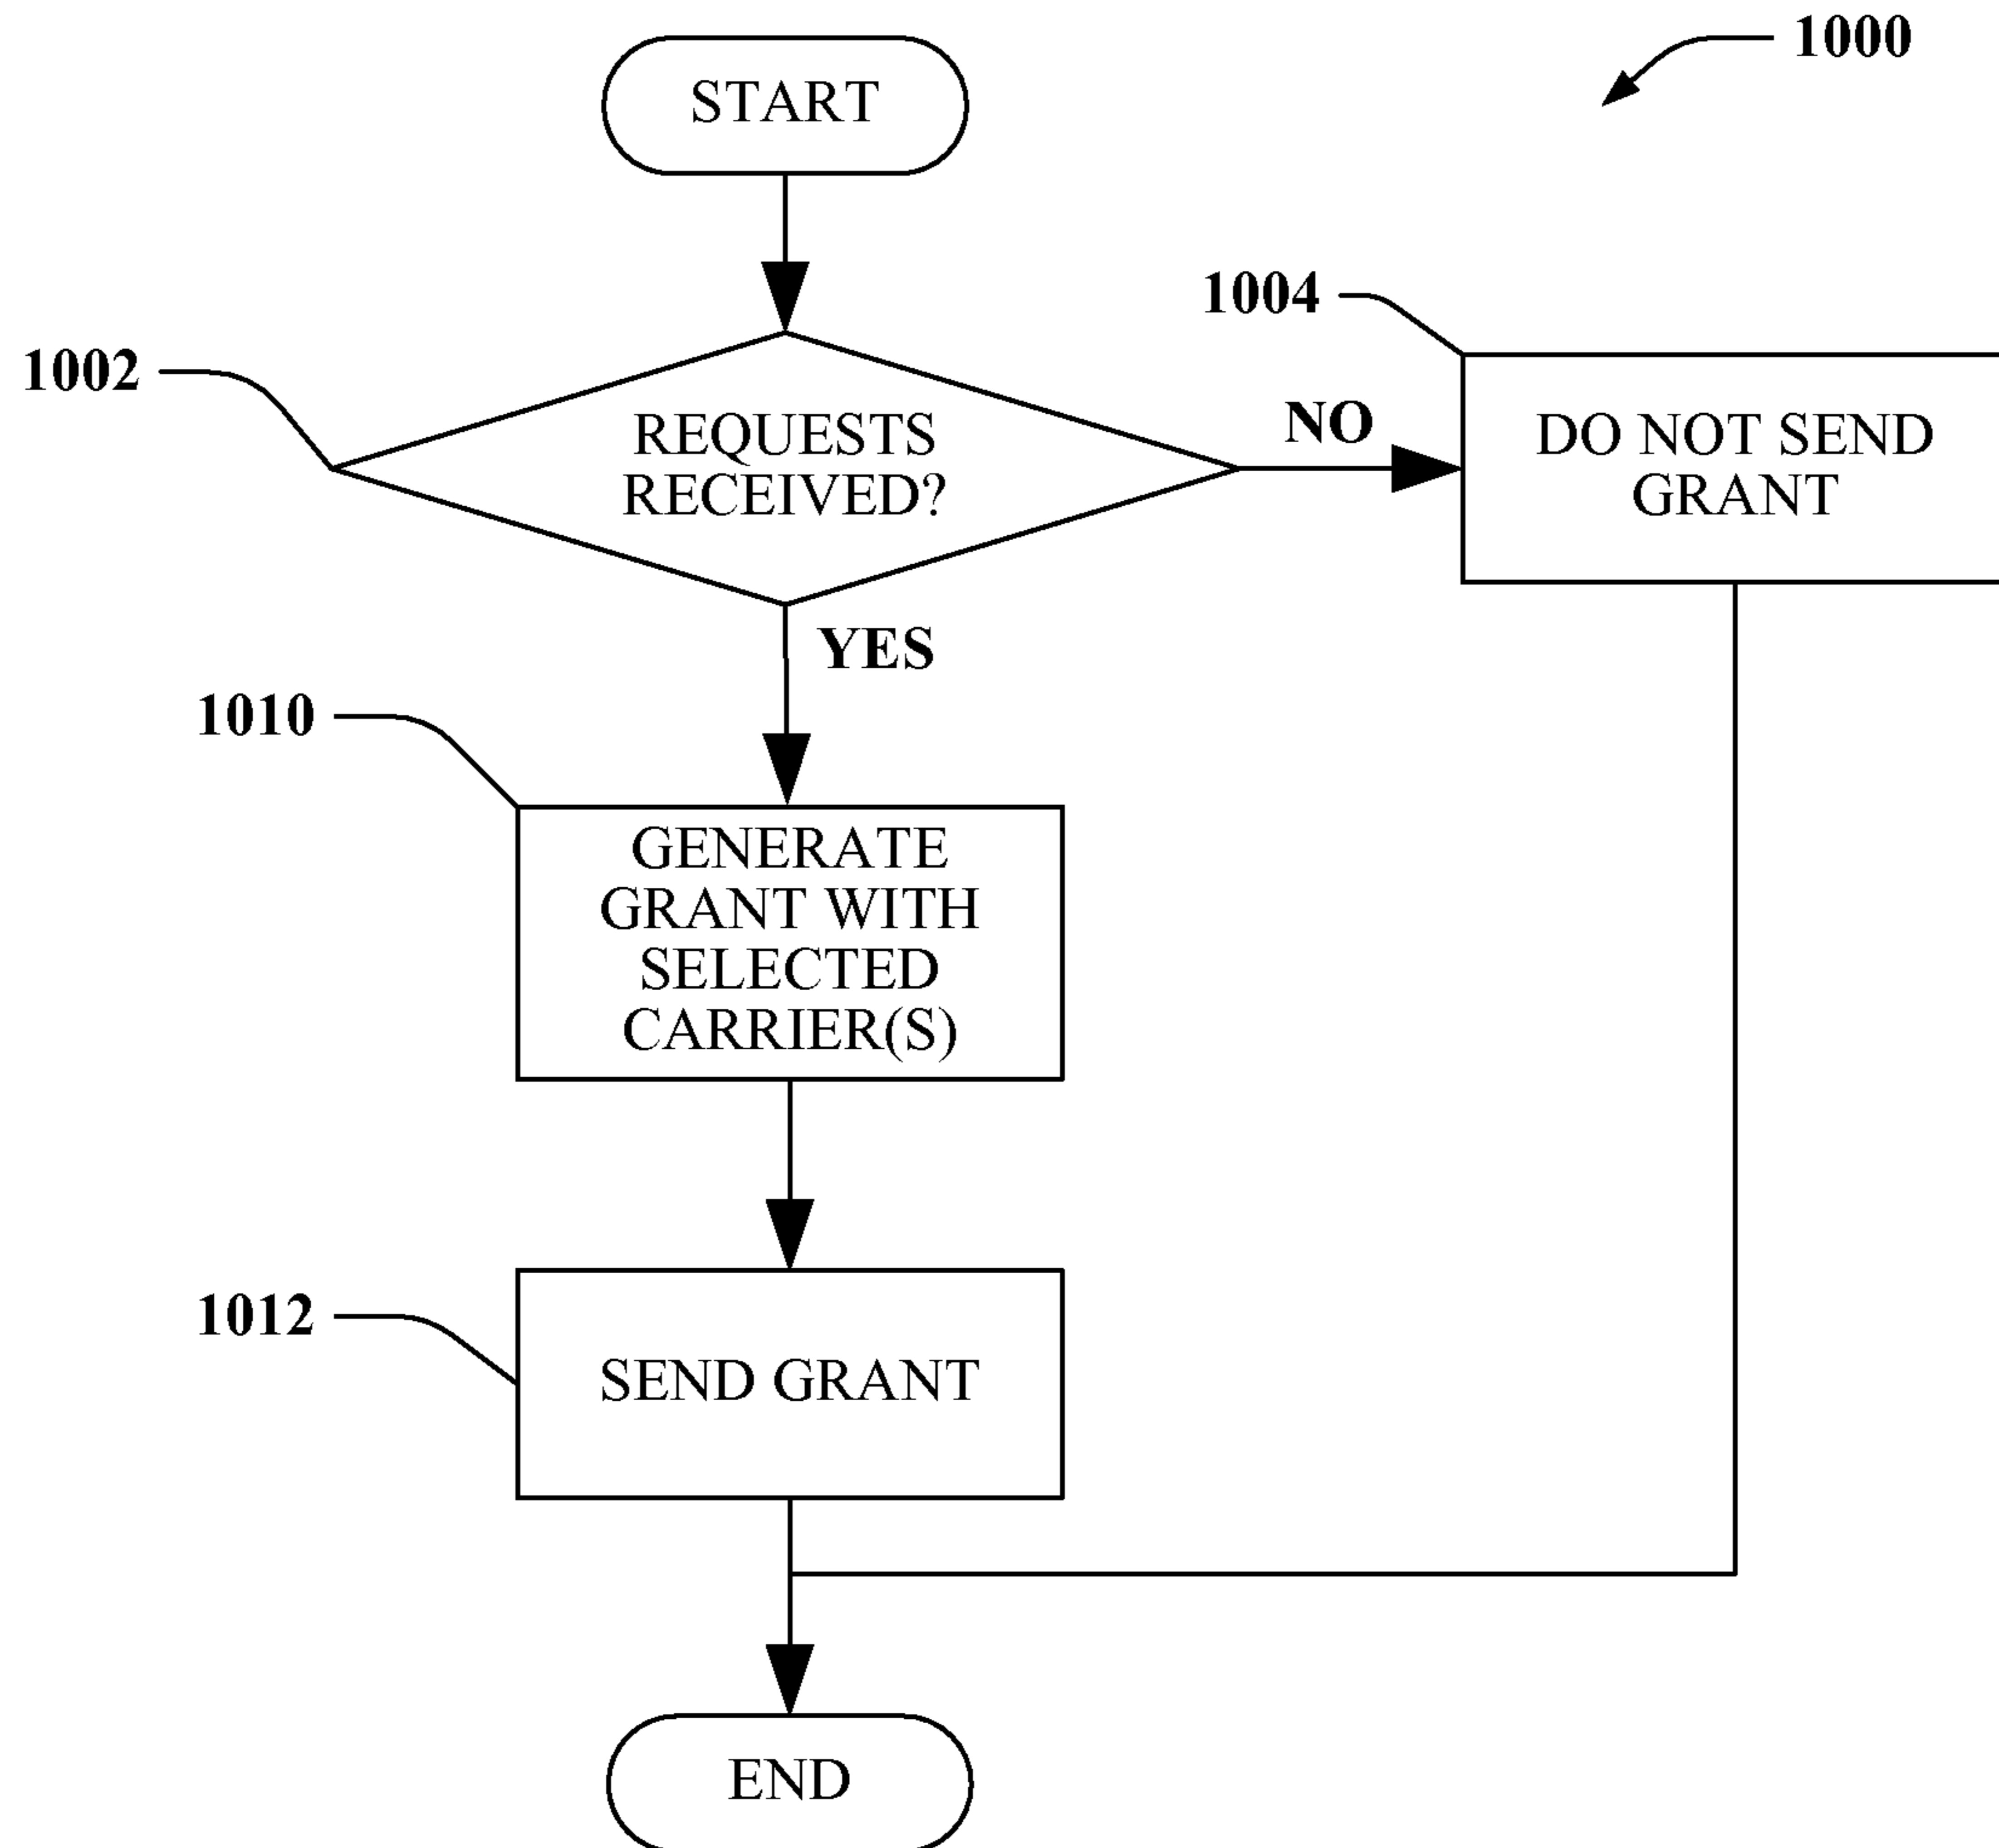 1000
START
1004
1002
REQUESTS
RECEIVED?
NO
DO NOT SEND
GRANT
YES
1010
GENERATE
GRANT WITH
SELECTED
CARRIER(S)
1012
SEND GRANT
END